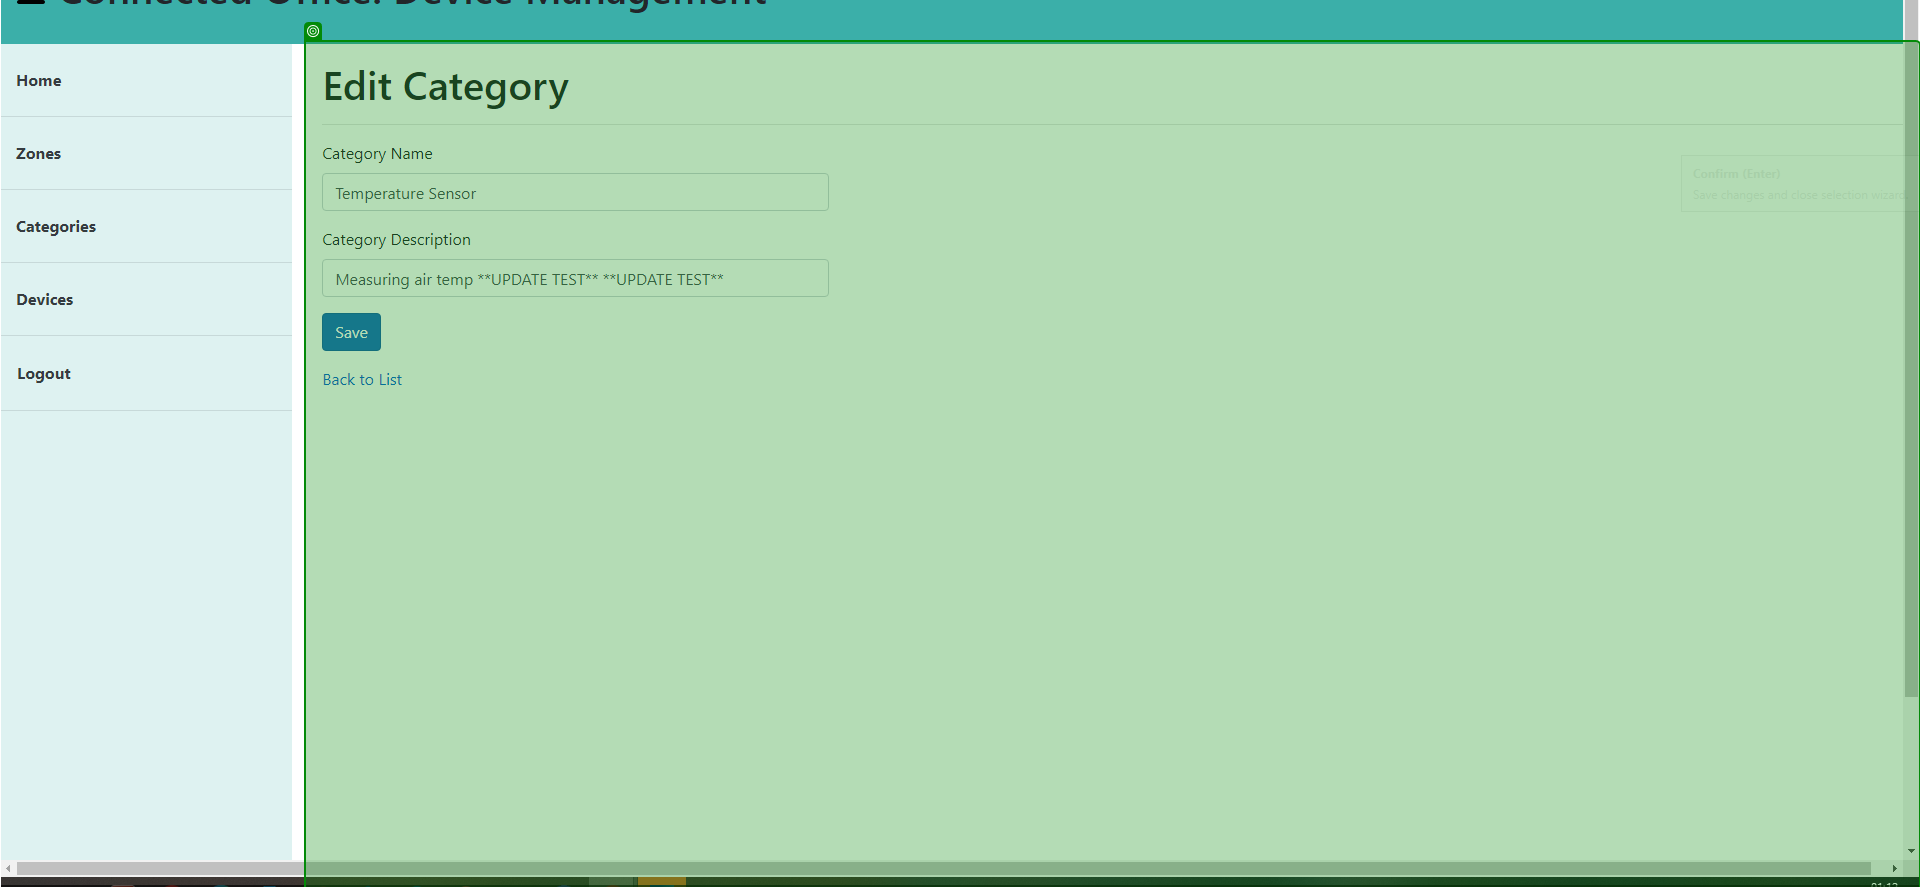 Connected Office: Device Management
Home
Zones
Categories
Devices
Logout
Edit Category
Category Name
Temperature Sensor
Category Description
Measuring air temp **UPDATE TEST** **UPDATE TEST**
Save
Back to List
Confirm (Enter)
Save changes and close selection wizard